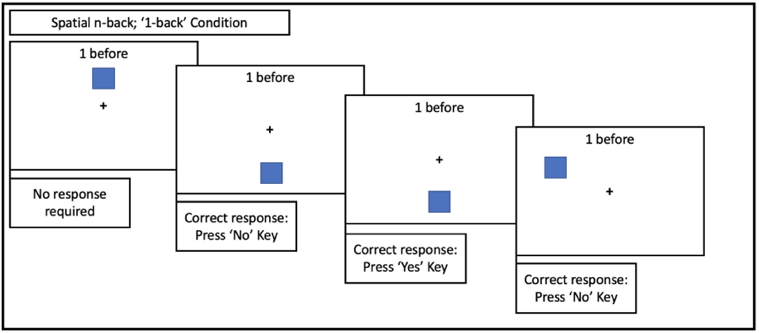 Spatial n-back; ‘1-back’ Condition
1 before
+
No response
required
1 before
+
Correct response:
Press ‘No’ Key
1 before
+
Correct response:
Press ‘Yes’ Key
1 before
+
Correct response:
Press ‘No’ Key